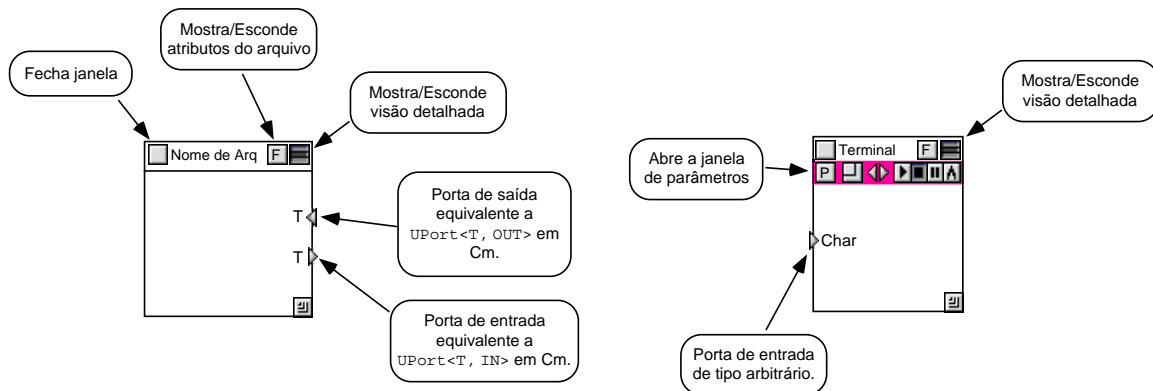 Mostra/Esconde
atributos do arquivo
Fecha janela
Mostra/Esconde
visão detalhada
Nome de Arq F
T
Porta de saída
equivalente a
UPort<T, OUT> em
Cm.
T
Porta de entrada
equivalente a
UPort<T, IN> em Cm.
Mostra/Esconde
visão detalhada
Abre a janela
de parâmetros
Terminal F
P
Char
Porta de entrada
de tipo arbitrário.